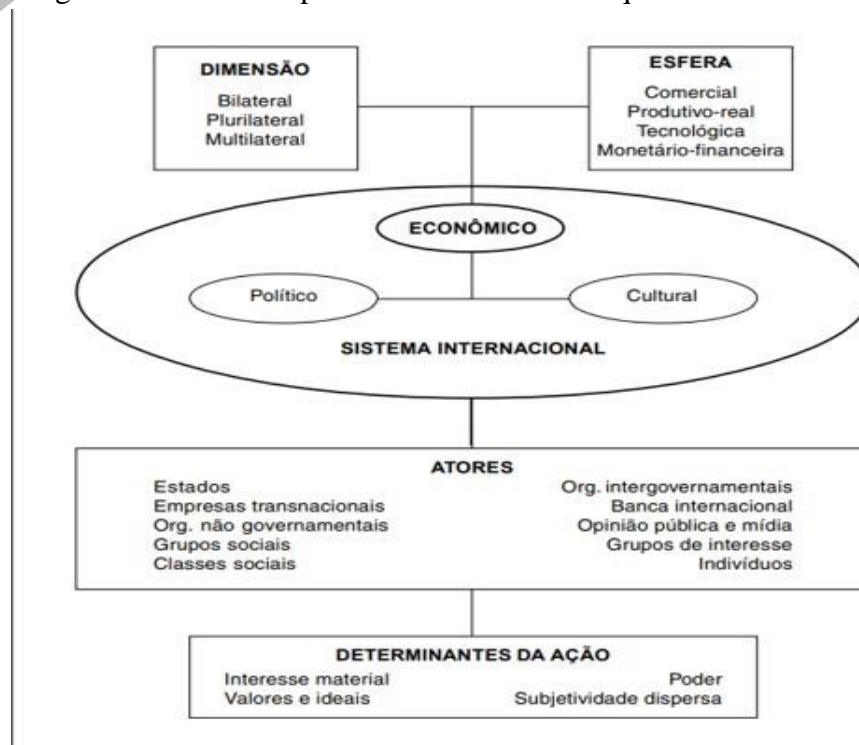 DIMENSÃO
Bilateral
Plurilateral
Multilateral
ESFERA
Comercial
Produtivo-real
Tecnológica
Monetário-financeira
ECONÔMICO
Político
Cultural
SISTEMA INTERNACIONAL
ATORES
Estados
Empresas transnacionais
Org. não governamentais
Grupos sociais
Classes sociais
Org. intergovernamentais
Banca internacional
Opinião pública e mídia
Grupos de interesse
Indivíduos
DETERMINANTES DA AÇÃO
Interesse material
Valores e ideais
Poder
Subjetividade dispersa